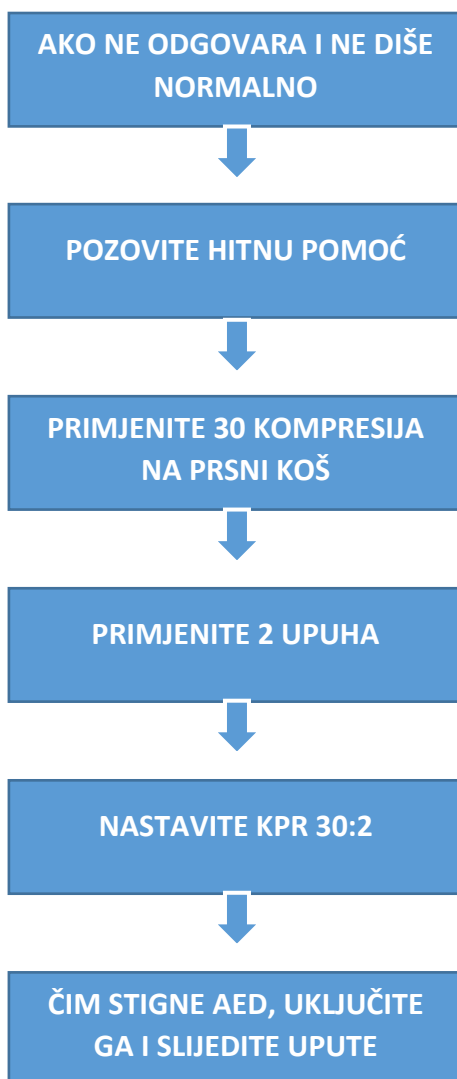 AKO NE ODGOVARA I NE DIŠE
NORMALNO
POZOVITE HITNU POMOĆ
PRIMJENITE 30 KOMPRESIJA
NA PRSNI KOŠ
PRIMJENITE 2 UPUHA
NASTAVITE KPR 30:2
ČIM STIGNE AED, UKLJUČITE
GA I SLIJEDITE UPUTE